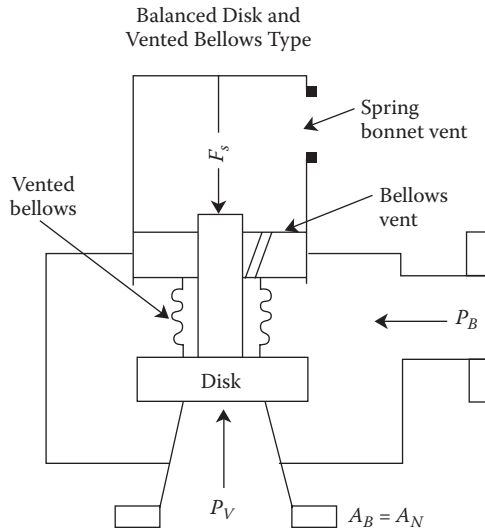 Balanced Disk and
Vented Bellows Type
Spring
bonnet vent
F_s
Vented
bellows
Bellows
vent
P_B
Disk
P_V
A_B = A_N